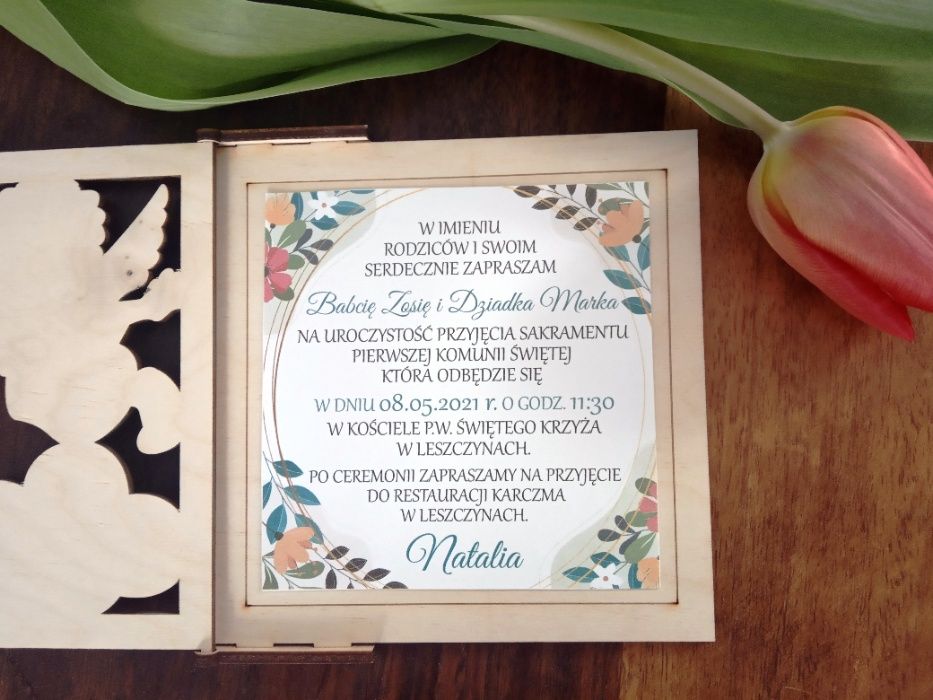 W IMIENIU
RODZICÓW I SWOIM
SERDECZNIE ZAPRASZAM
Babcię Zosię i Dziadka Marka
NA UROCZYSTOŚĆ PRZYJĘCIA SAKRAMENTU
PIERWSZEJ KOMUNII ŚWIĘTEJ
KTÓRA ODBĘDZIE SIĘ
W DNIU 08.05.2021 r. O GODZ. 11:30
W KOŚCIELE P.W. ŚWIĘTEGO KRZYŻA
W LESZCZYNACH.
PO CEREMONII ZAPRASZAMY NA PRZYJĘCIE
DO RESTAURACJI KARCZMA
W LESZCZYNACH.
Natalia